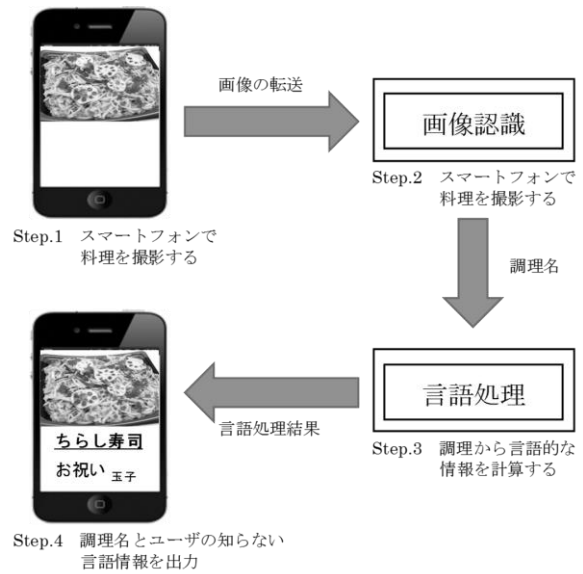 画像の転送
画像認識
Step.1 スマートフォンで
料理を撮影する
Step.2 スマートフォンで
料理を撮影する
調理名
言語処理
Step.3 調理から言語的な
情報を計算する
言語処理結果
ちらし寿司
お祝い 玉子
Step.4 調理名とユーザの知らない
言語情報を出力